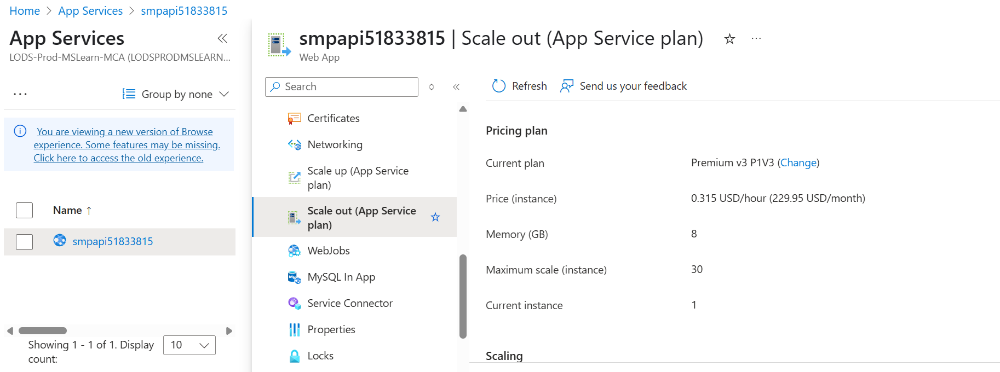 Home > App Services > smpapi51833815
App Services
LODS-Prod-MSLearn-MCA (LODSPRODMSLEARN...
Group by none
You are viewing a new version of Browse
experience. Some features may be missing.
Click here to access the old experience.
Name ↑
smpapi51833815
Showing 1 - 1 of 1. Display
count:
10
smpapi51833815 | Scale out (App Service plan)
Web App
Search
Certificates
Networking
Scale up (App Service
plan)
Scale out (App Service
plan)
WebJobs
MySQL In App
Service Connector
Properties
Locks
Refresh
Send us your feedback
Pricing plan
Current plan
Premium v3 P1V3 (Change)
Price (instance)
0.315 USD/hour (229.95 USD/month)
Memory (GB)
8
Maximum scale (instance)
30
Current instance
1
Scaling